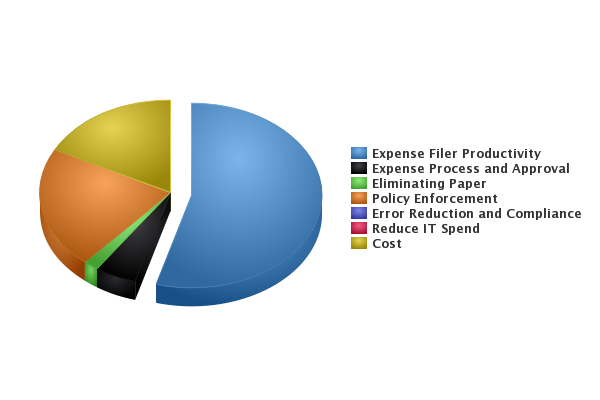 Expense Filer Productivity
Expense Process and Approval
Eliminating Paper
Policy Enforcement
Error Reduction and Compliance
Reduce IT Spend
Cost